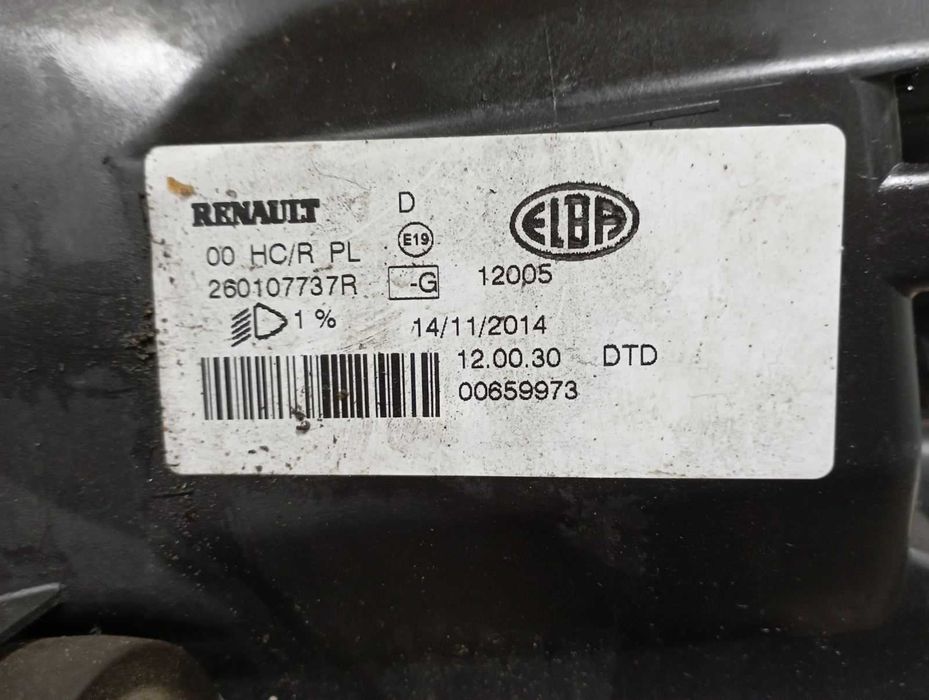 RENAULT D ELBA
00 HC/R PL E19
260107737R -G 12005
1 % 14/11/2014
12.00.30 DTD
00659973